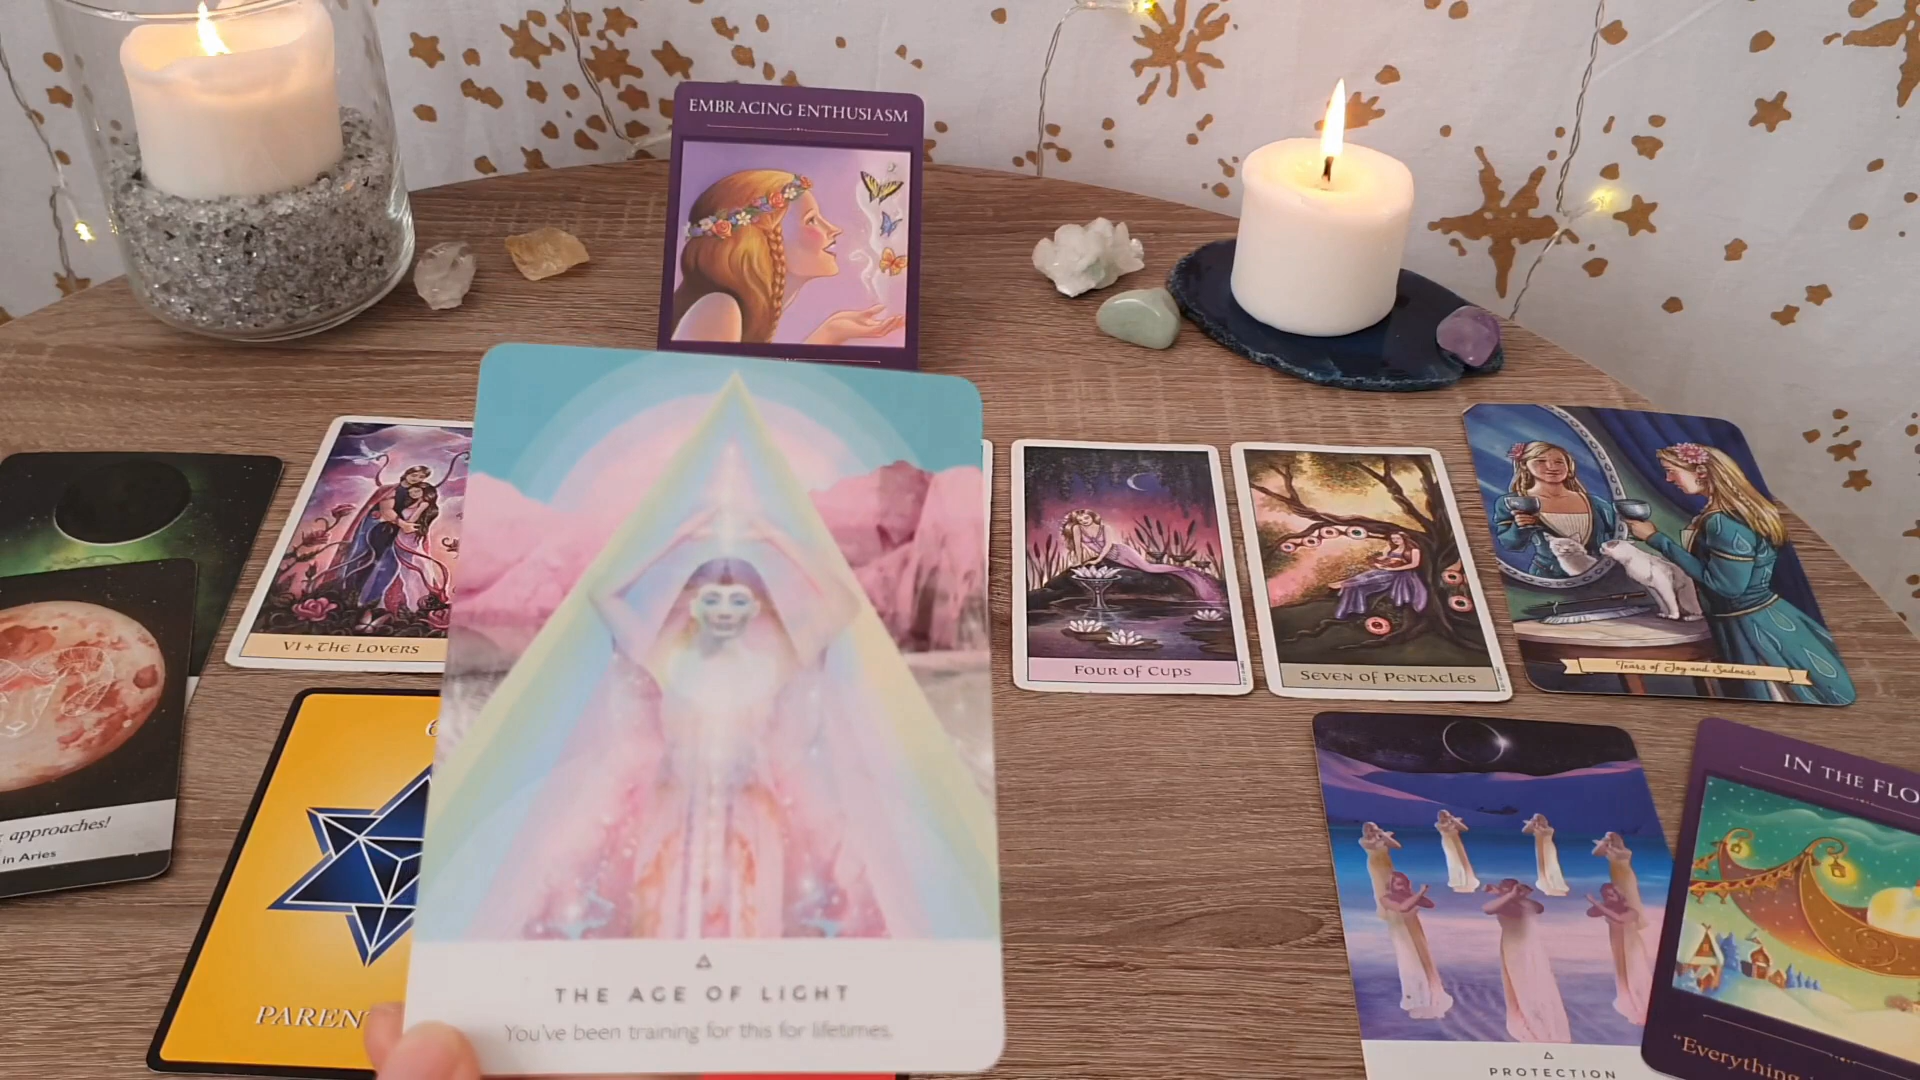 EMBRACING ENTHUSIASM
VI + THE LOVERS
FOUR OF CUPS
SEVEN OF PENTACLES
Tears of Joy and Sadness
approaches!
in Aries
IN THE FLO
PAREN
THE AGE OF LIGHT
You've been training for this for lifetimes.
PROTECTION
"Everything